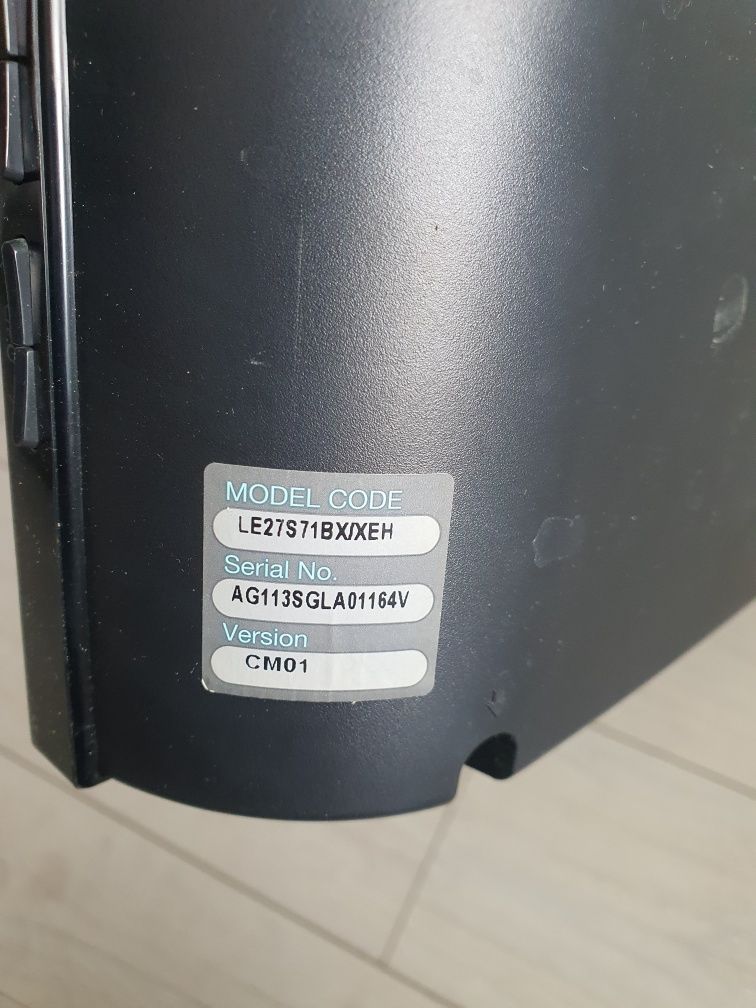 MODEL CODE
LE27S71BX/XEH
Serial No.
AG113SGLA01164V
Version
CM01